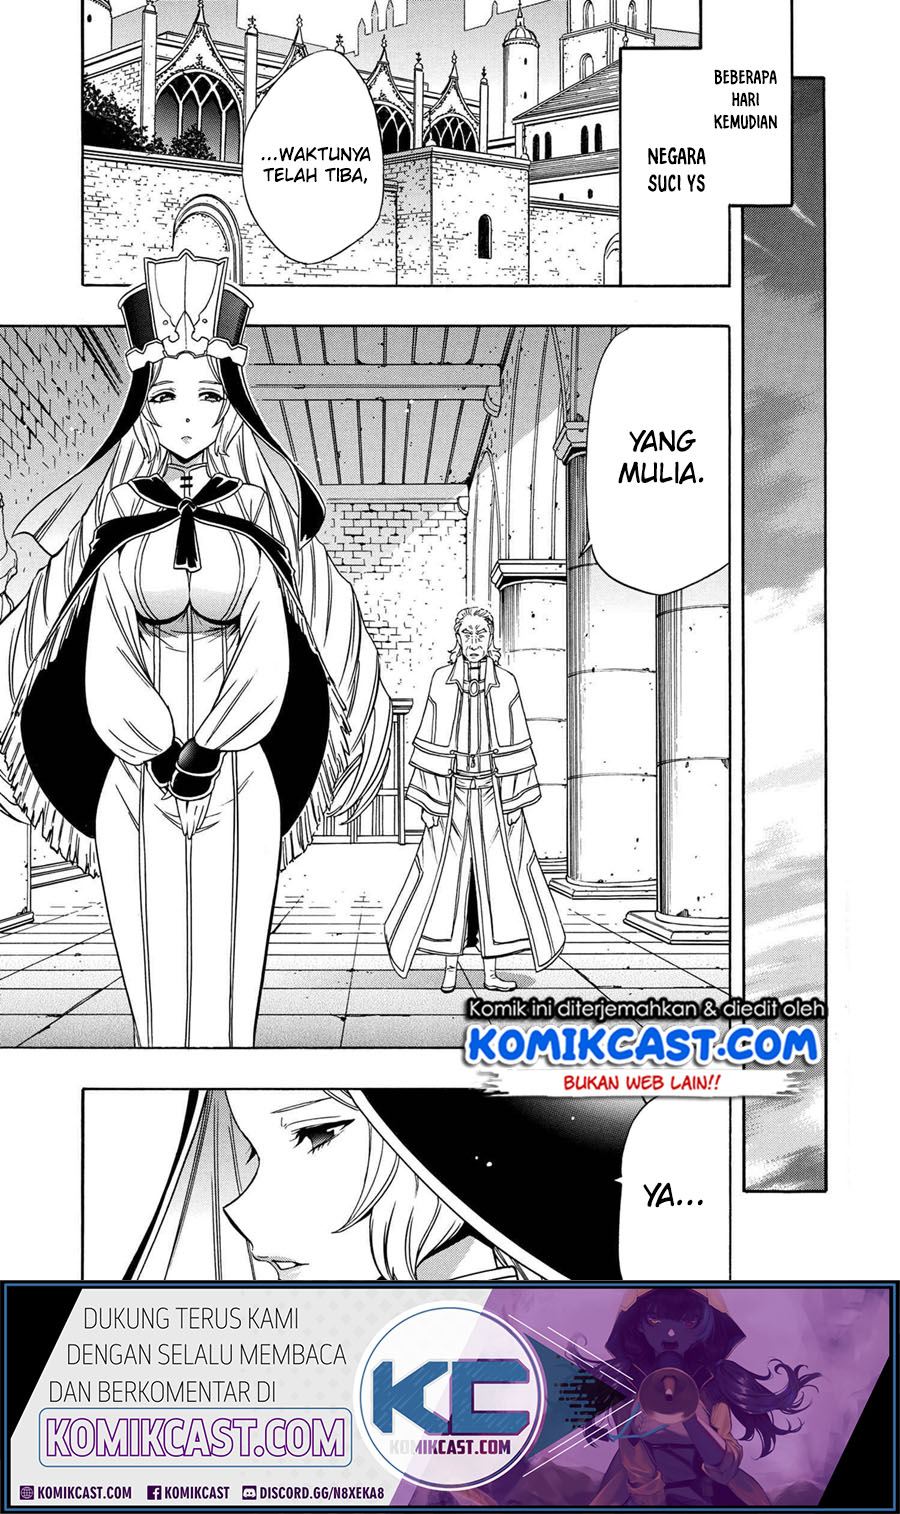 BEBERAPA
HARI
KEMUDIAN
NEGARA
SUCI YS
...WAKTUNYA
TELAH TIBA,
YANG
MULIA.
Komik ini diterjemahkan & diedit oleh
KOMIKCAST.COM
BUKAN WEB LAIN!!
YA...
DUKUNG TERUS KAMI
DENGAN SELALU MEMBACA
DAN BERKOMENTAR DI
KOMIKCAST.COM
KC
KOMIKCAST.COM
KOMIKCAST.COM
KOMIKCAST
DISCORD.GG/N8XEKA8